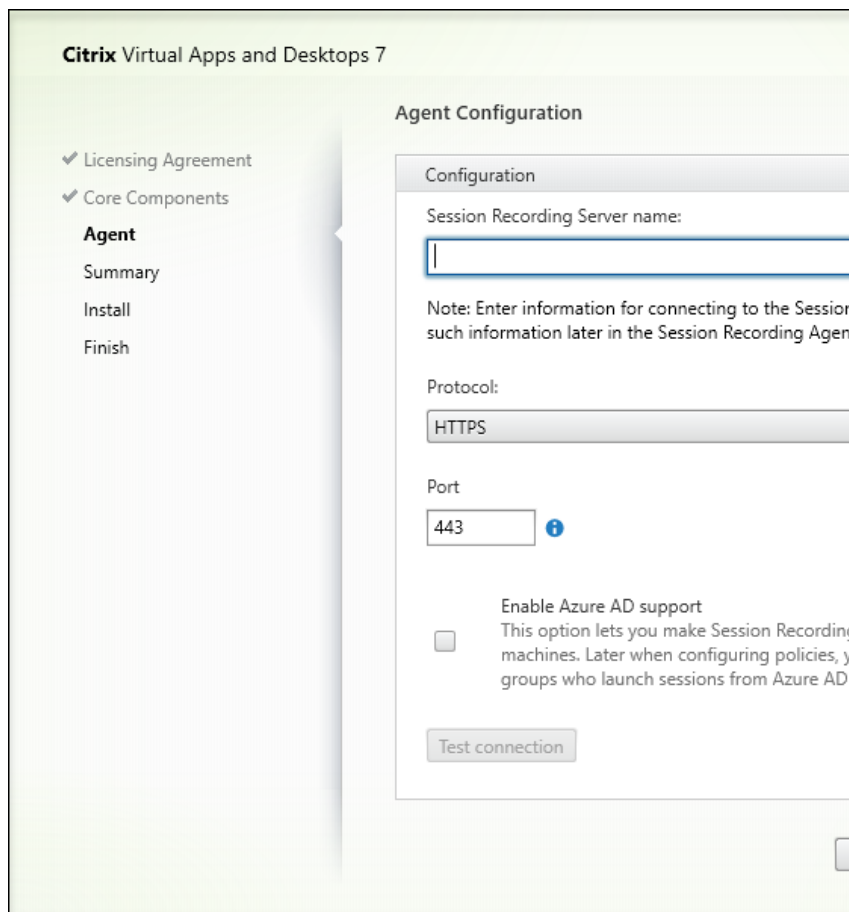 Citrix Virtual Apps and Desktops 7
Licensing Agreement
Core Components
Agent
Summary
Install
Finish
Agent Configuration
Configuration
Session Recording Server name:
Note: Enter information for connecting to the Session
such information later in the Session Recording Agen
Protocol:
HTTPS
Port
443
Enable Azure AD support
This option lets you make Session Recording
machines. Later when configuring policies, y
groups who launch sessions from Azure AD
Test connection